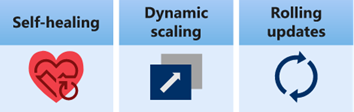 Self-healing
Dynamic
scaling
Rolling
updates